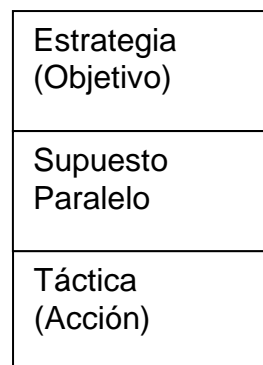 Estrategia
(Objetivo)
Supuesto
Paralelo
Táctica
(Acción)